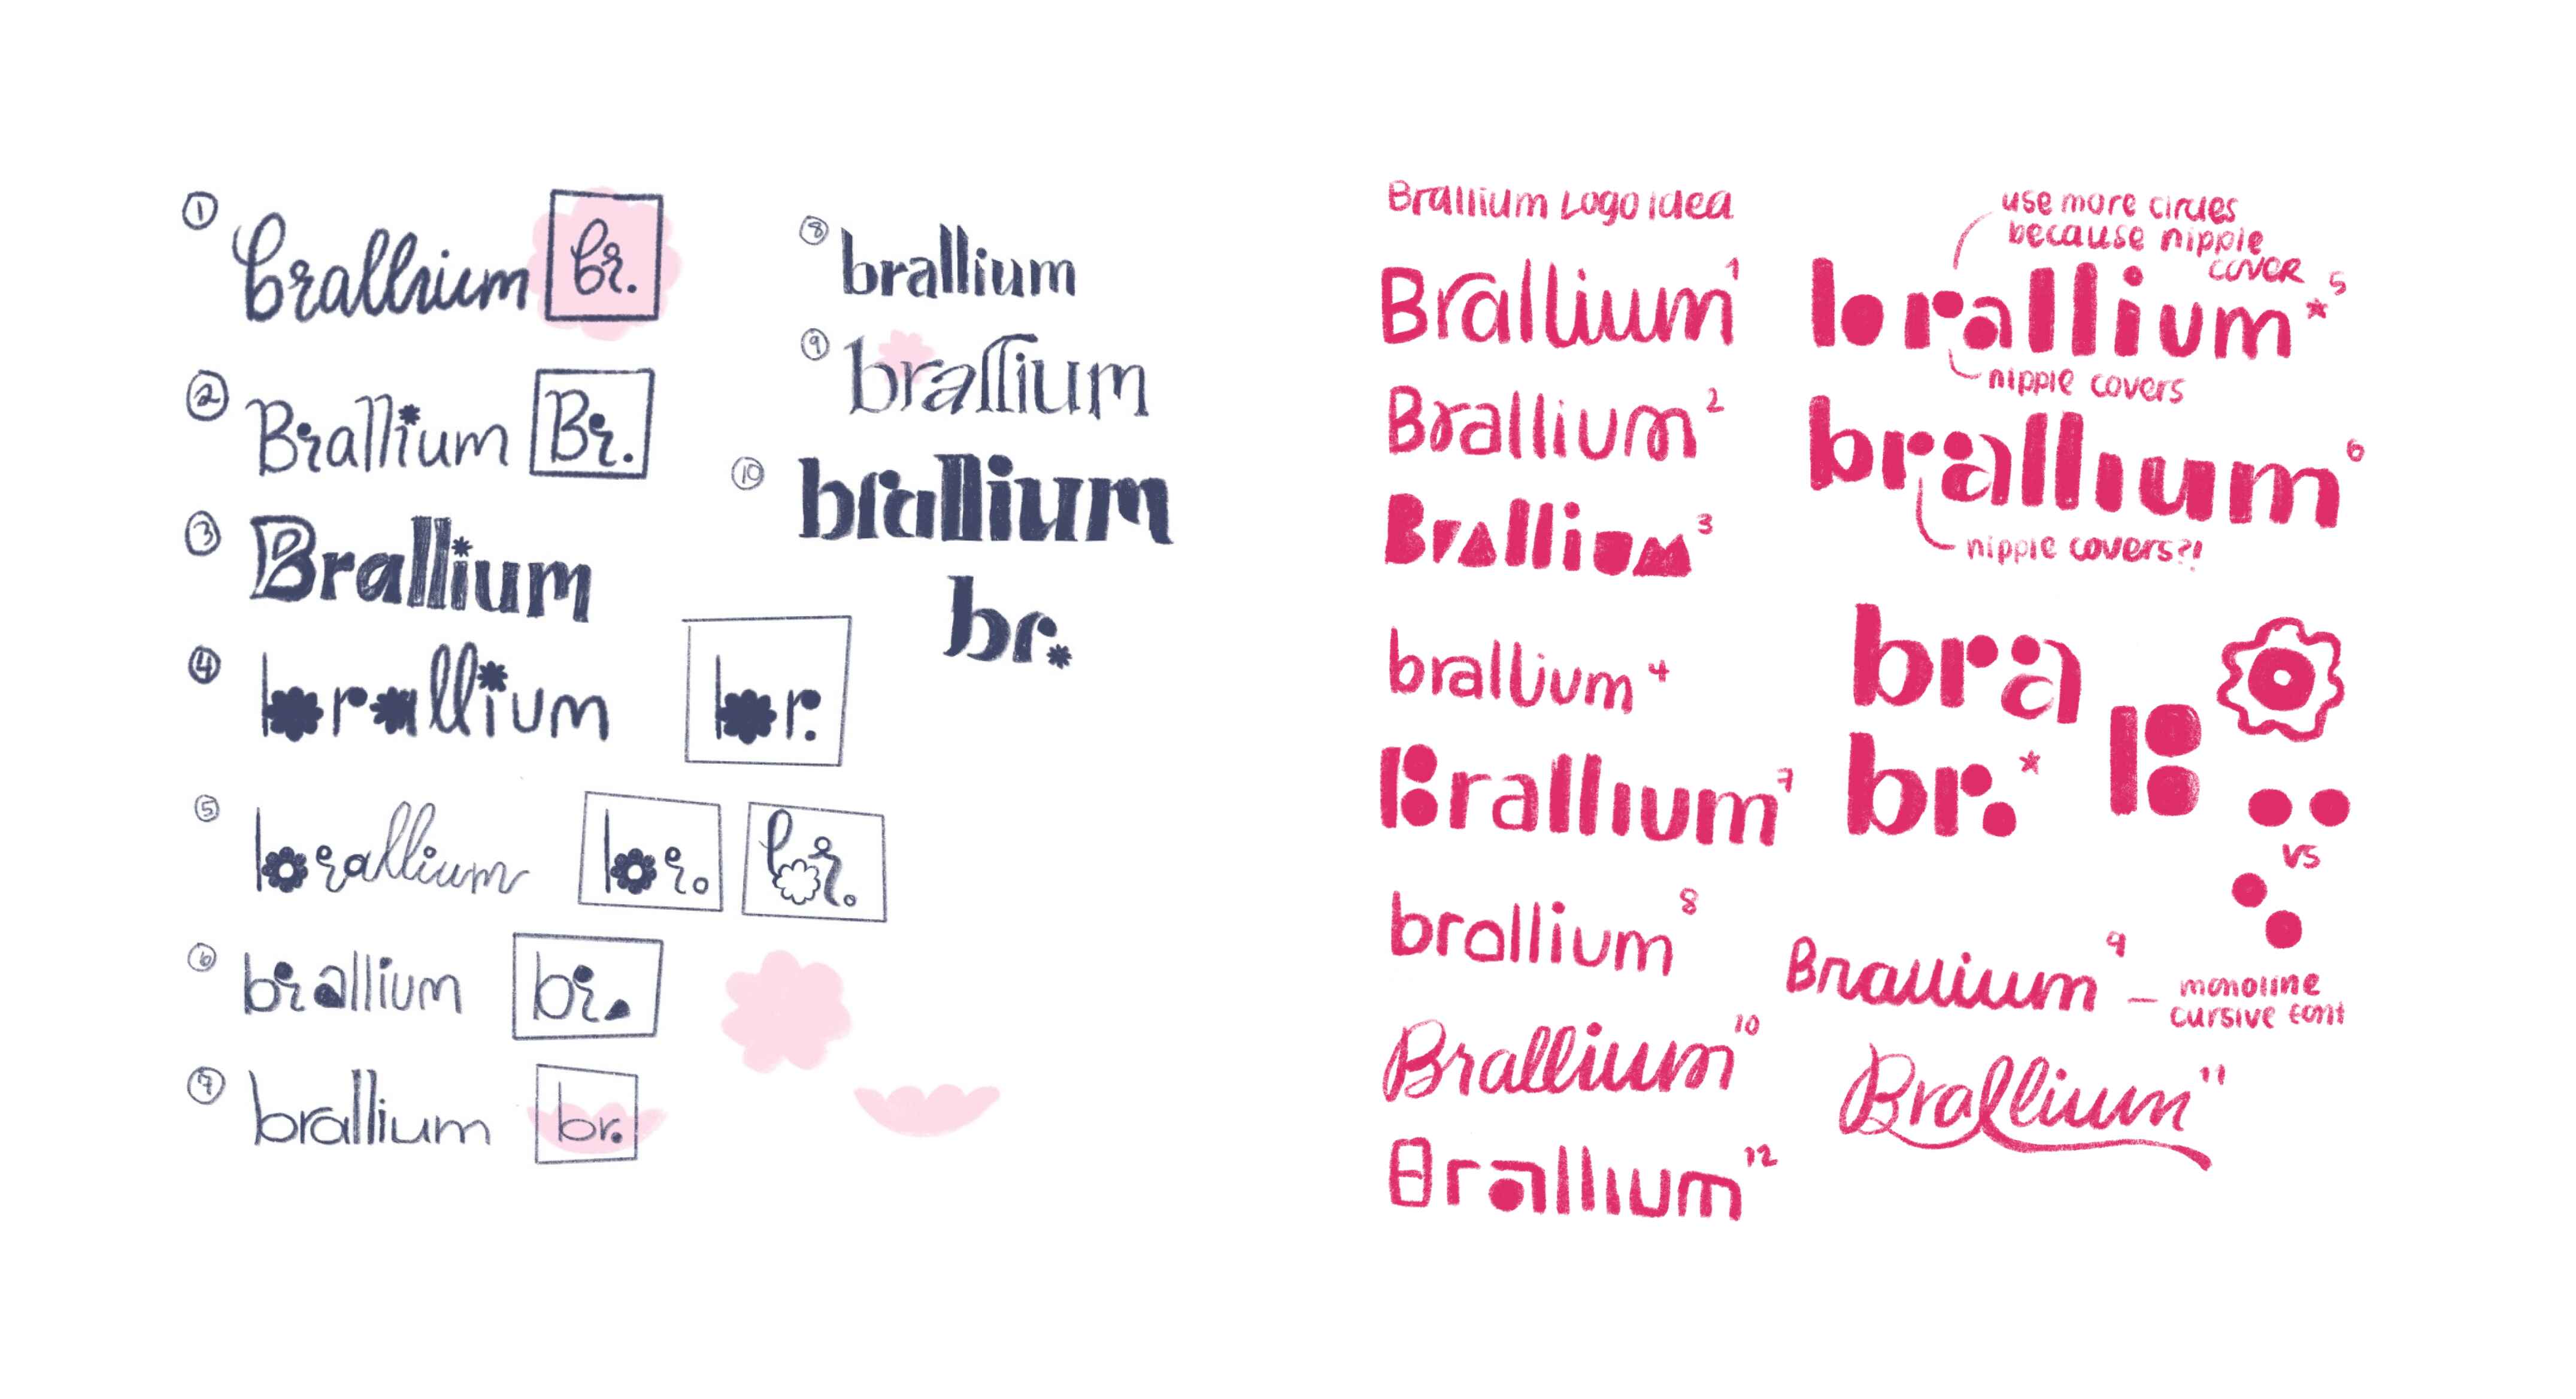 1 brallium br.
2 Brallium Br.
3 Brallium
4 brallium br.
5 brallium br. br.
6 brallium br.
7 brallium br.
8 brallium
9 brallium
10 brallium
br.*
Brallium Logo idea
Brallium 1
Brallium 2
Brallium 3
brallium 4
Brallium 7
brallium 8
Brallium 10
Brallium 12
use more circles
because nipple
cover
brallium* 5
nipple covers
brallium 6
nipple covers?!
bra
br.*
B
vs
Brallium 9 — monoline
cursive font
Brallium 11